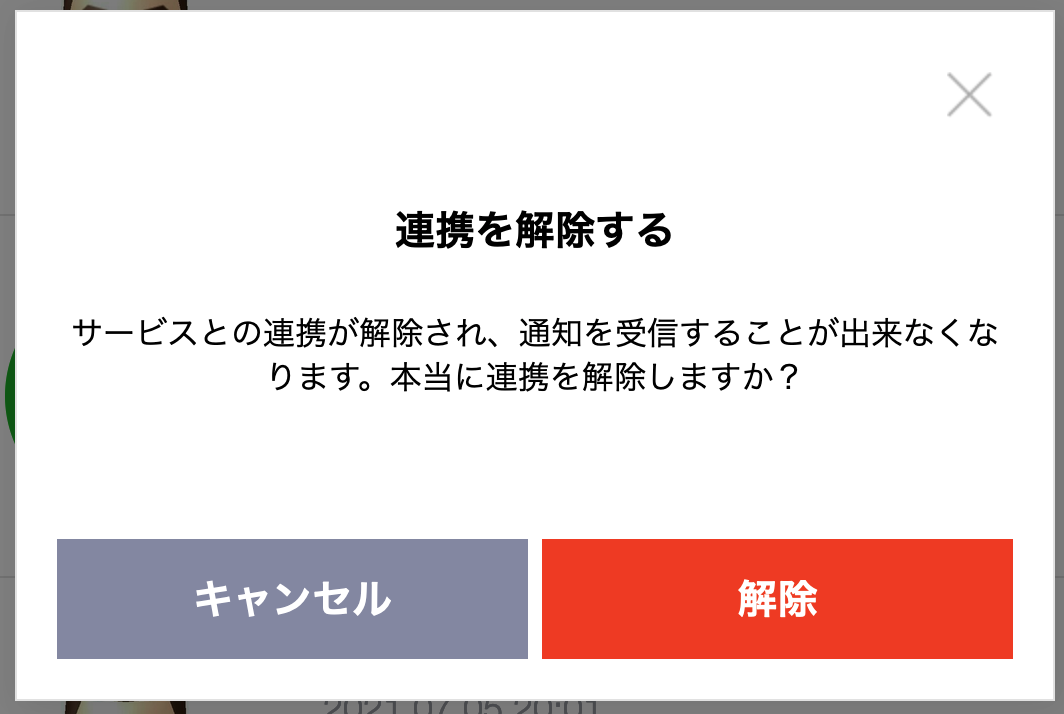 連携を解除する
サービスとの連携が解除され、通知を受信することが出来なくな
ります。本当に連携を解除しますか？
キャンセル
解除
2021.07.05 20:01